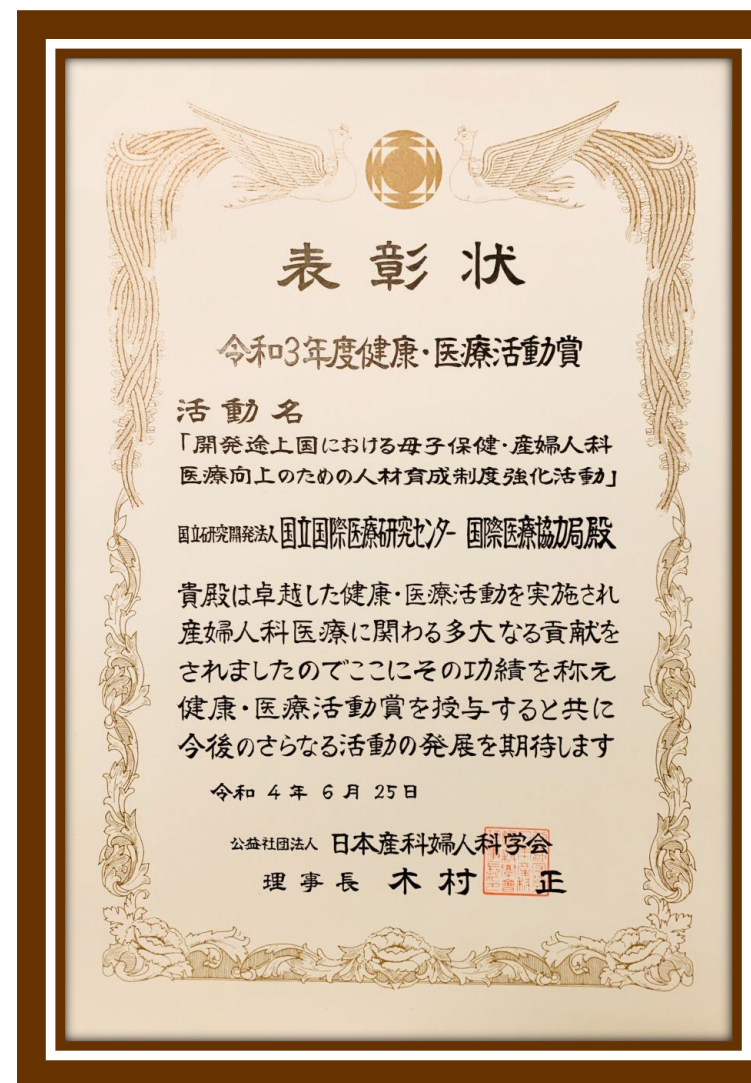 表彰状
令和3年度健康・医療活動賞
活動名
「開発途上国における母子保健・産婦人科
医療向上のための人材育成制度強化活動」
国立研究開発法人国立国際医療研究センター 国際医療協力局殿
貴殿は卓越した健康・医療活動を実施され
産婦人科医療に関わる多大なる貢献を
されましたのでここにその功績を称え
健康・医療活動賞を授与すると共に
今後のさらなる活動の発展を期待します
令和 4 年 6 月 25日
公益社団法人 日本産科婦人科学会
理事長 木村 正